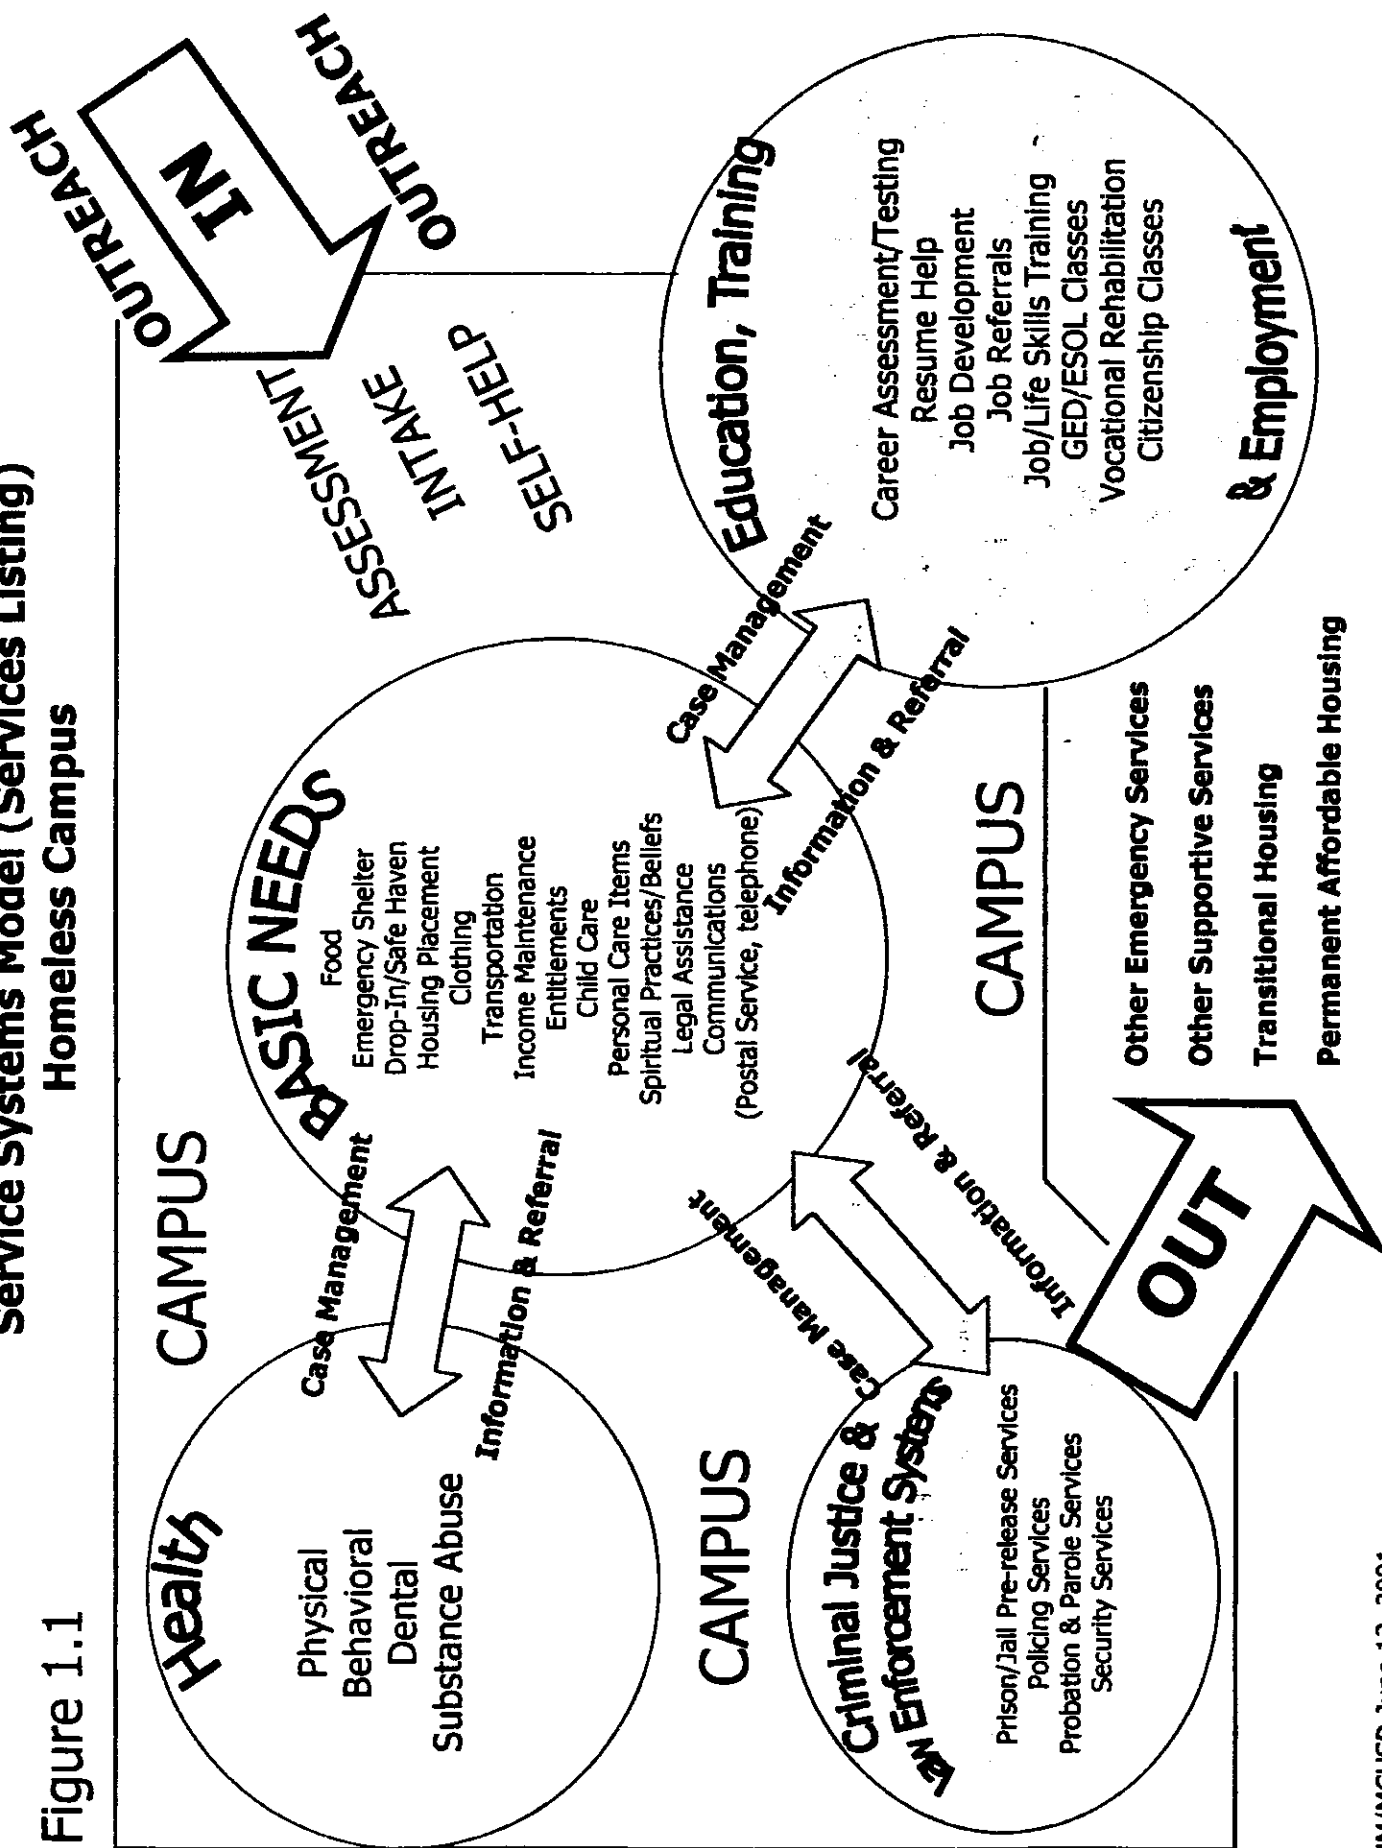 Figure 1.1
Service Systems Model (Services Listing)
Homeless Campus
OUTREACH
IN
OUTREACH
ASSESSMENT
INTAKE
SELF-HELP
CAMPUS
Health
Physical
Behavioral
Dental
Substance Abuse
Case Management
Information & Referral
BASIC NEEDS
Food
Emergency Shelter
Drop-In/Safe Haven
Housing Placement
Clothing
Transportation
Income Maintenance
Entitlements
Child Care
Personal Care Items
Spiritual Practices/Beliefs
Legal Assistance
Communications
(Postal Service, telephone)
Case Management
Information & Referral
Education, Training
Career Assessment/Testing
Resume Help
Job Development
Job Referrals
Job/Life Skills Training
GED/ESOL Classes
Vocational Rehabilitation
Citizenship Classes
& Employment
CAMPUS
Case Management
Information & Referral
Criminal Justice &
Law Enforcement Systems
Prison/Jail Pre-release Services
Policing Services
Probation & Parole Services
Security Services
CAMPUS
OUT
Other Emergency Services
Other Supportive Services
Transitional Housing
Permanent Affordable Housing
June 13, 2001